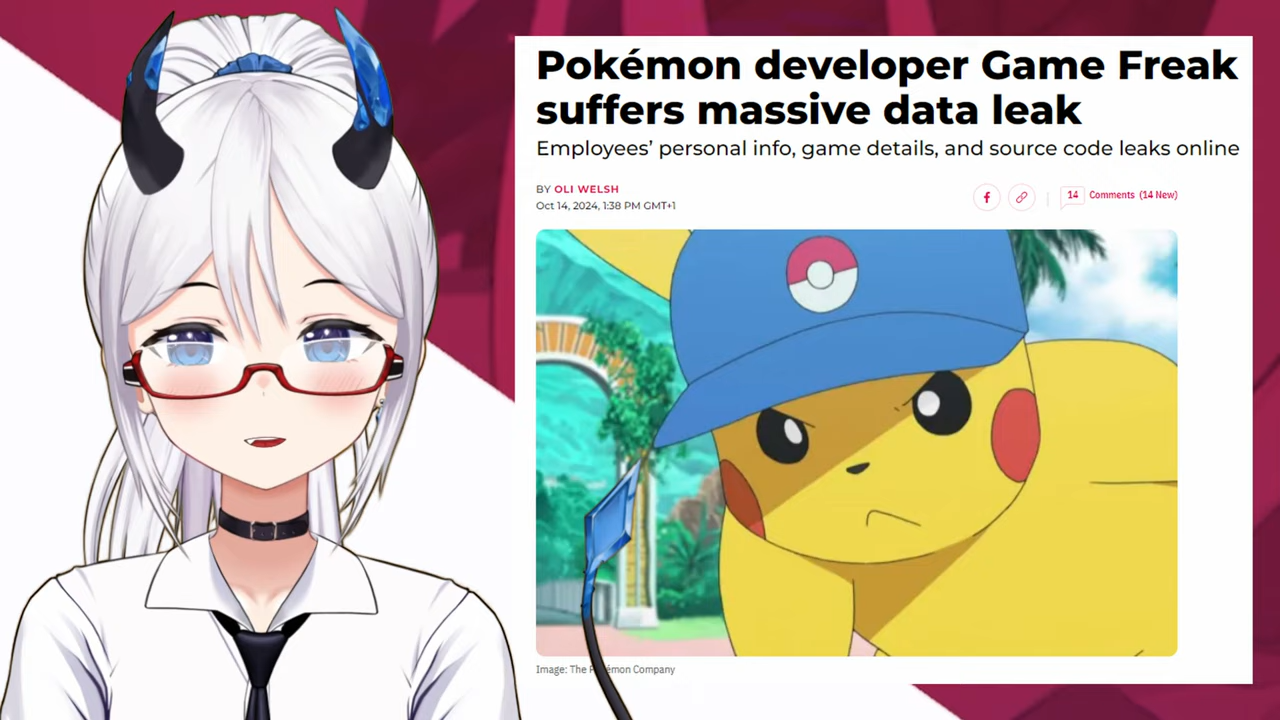 Pokémon developer Game Freak
suffers massive data leak
Employees’ personal info, game details, and source code leaks online
BY OLI WELSH
Oct 14, 2024, 1:38 PM GMT+1
14 Comments (14 New)
Image: The Pokémon Company